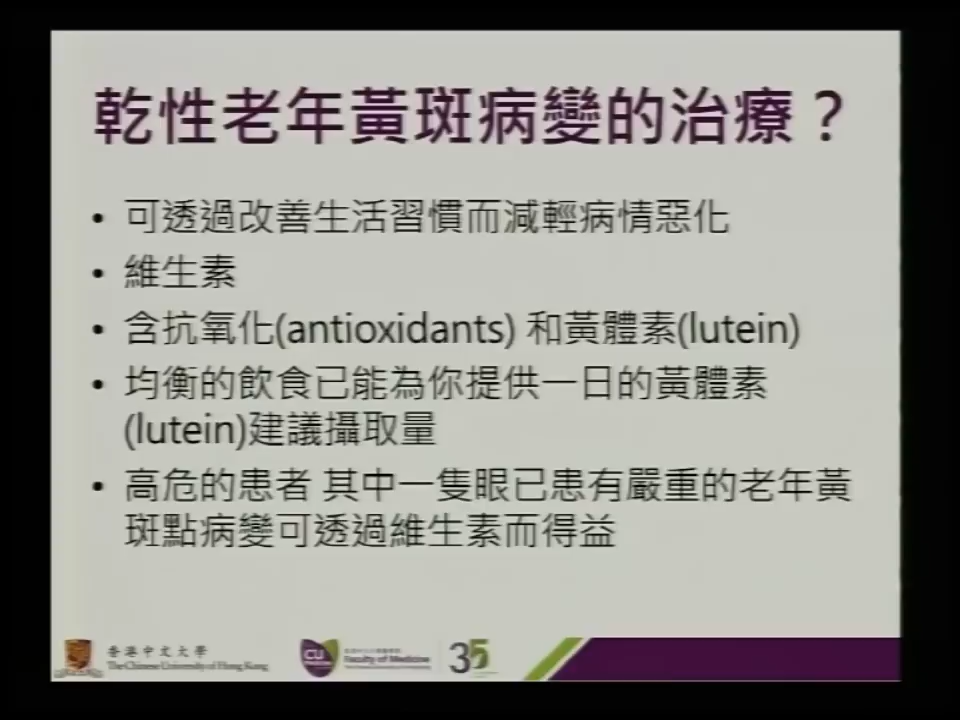 乾性老年黃斑病變的治療？
• 可透過改善生活習慣而減輕病情惡化
• 維生素
• 含抗氧化(antioxidants) 和黃體素(lutein)
• 均衡的飲食已能為你提供一日的黃體素
(lutein)建議攝取量
• 高危的患者 其中一隻眼已患有嚴重的老年黃
斑點病變可透過維生素而得益
香港中文大學
The Chinese University of Hong Kong
CU
Faculty of Medicine
35